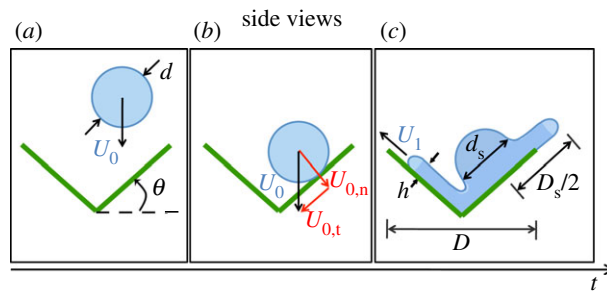 side views
(a)
d
U₀
θ
(b)
U₀
U₀,ₙ
U₀,ₜ
(c)
U₁
dₛ
h
Dₛ/2
D
t